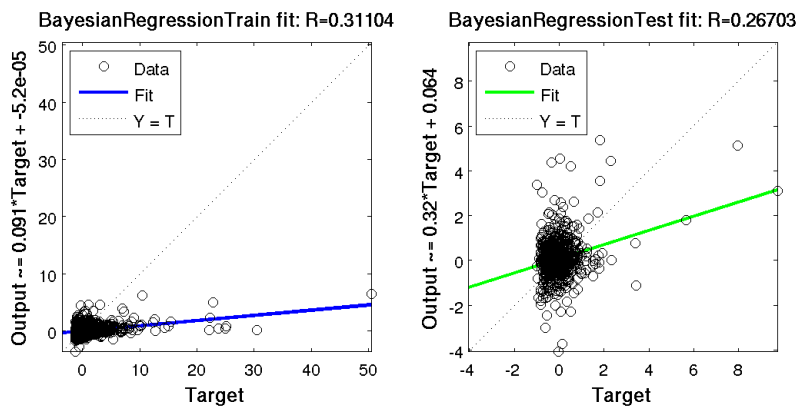 BayesianRegressionTrain fit: R=0.31104
Output ~= 0.091*Target + -5.2e-05
50
40
30
20
10
0
Data
Fit
Y = T
0 10 20 30 40 50
Target
BayesianRegressionTest fit: R=0.26703
Output ~= 0.32*Target + 0.064
8
6
4
2
0
-2
-4
Data
Fit
Y = T
-4 -2 0 2 4 6 8
Target